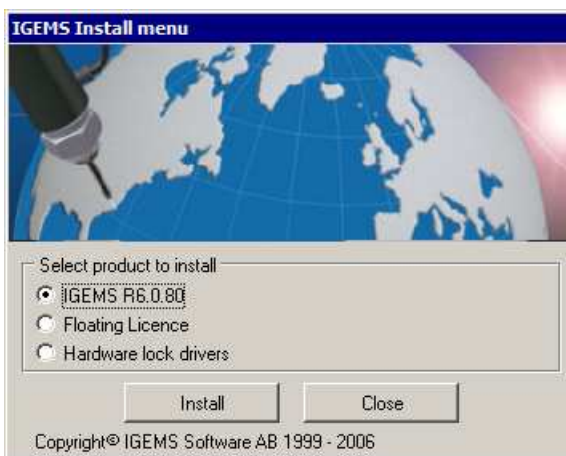 IGEMS Install menu
Select product to install
IGEMS R6.0.80
Floating Licence
Hardware lock drivers
Install Close
Copyright© IGEMS Software AB 1999 - 2006